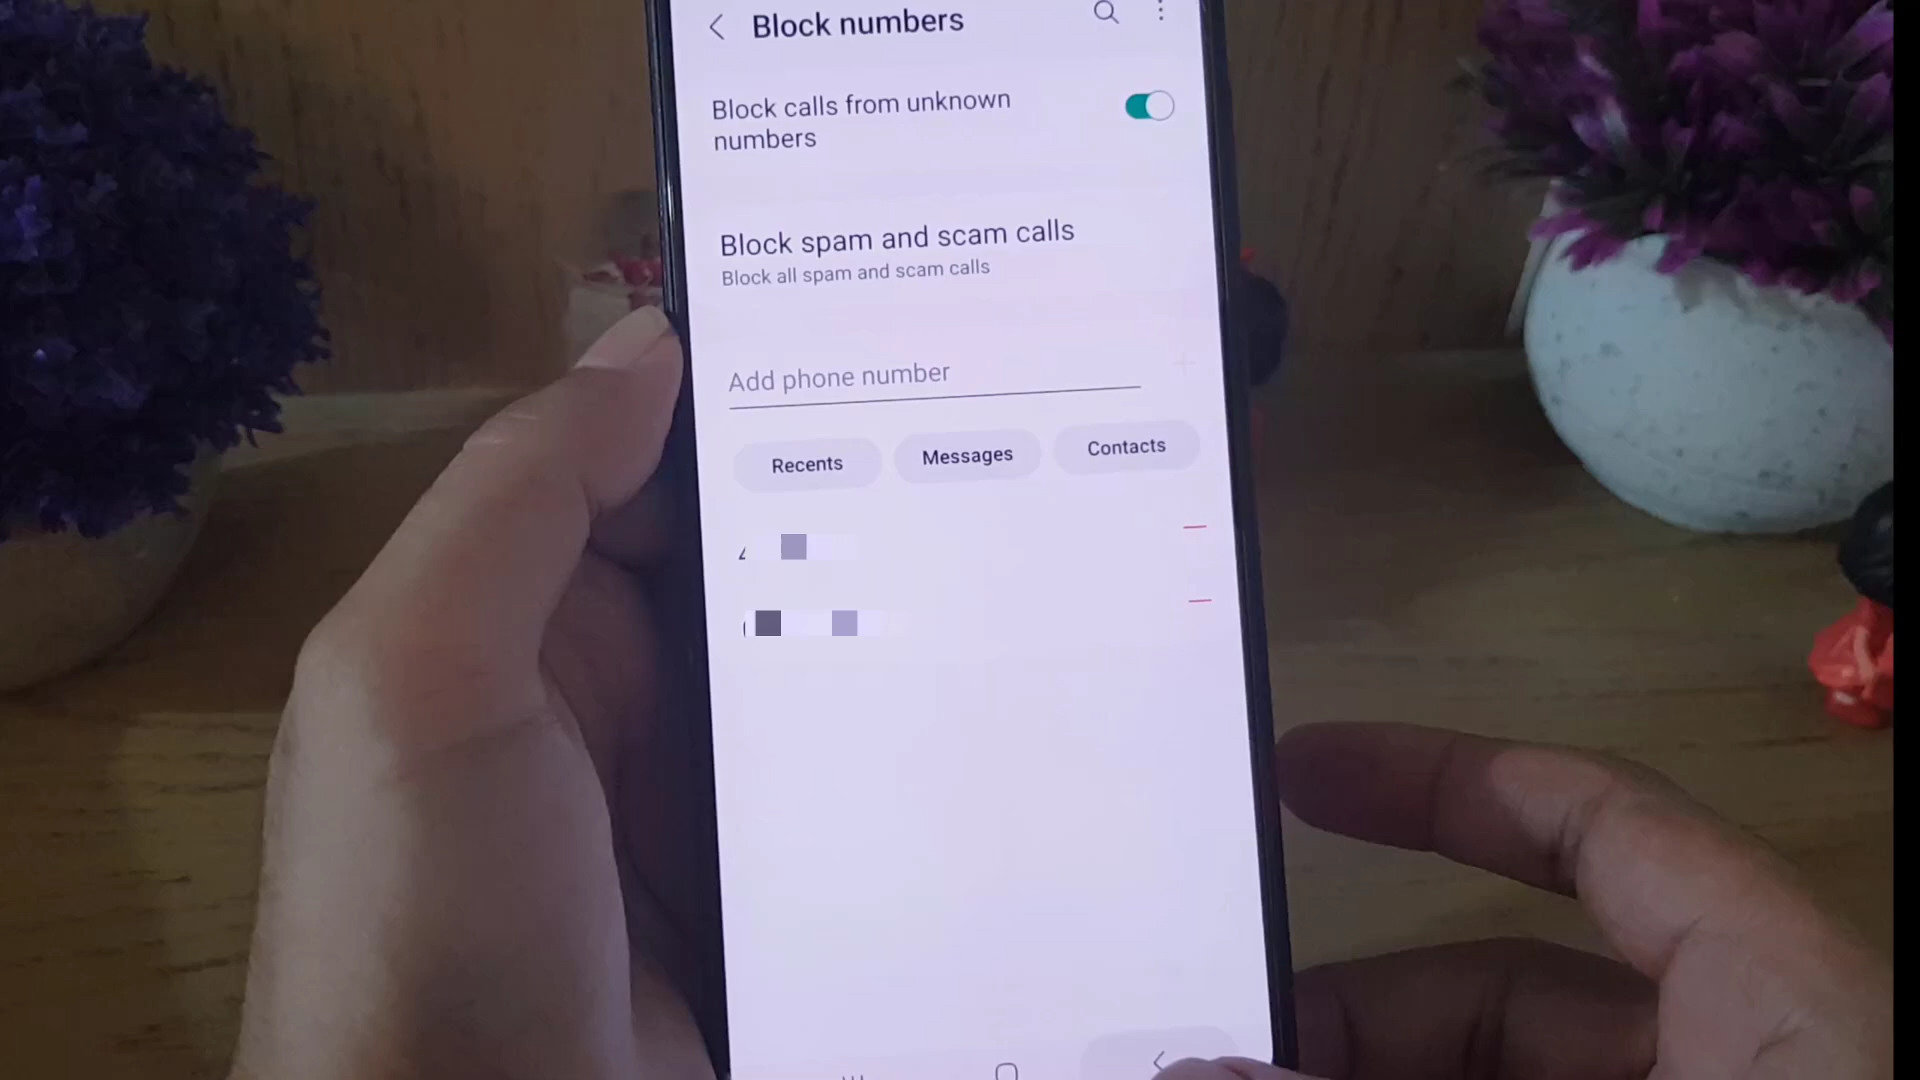 Block numbers
Block calls from unknown
numbers
Block spam and scam calls
Block all spam and scam calls
Add phone number
Recents
Messages
Contacts